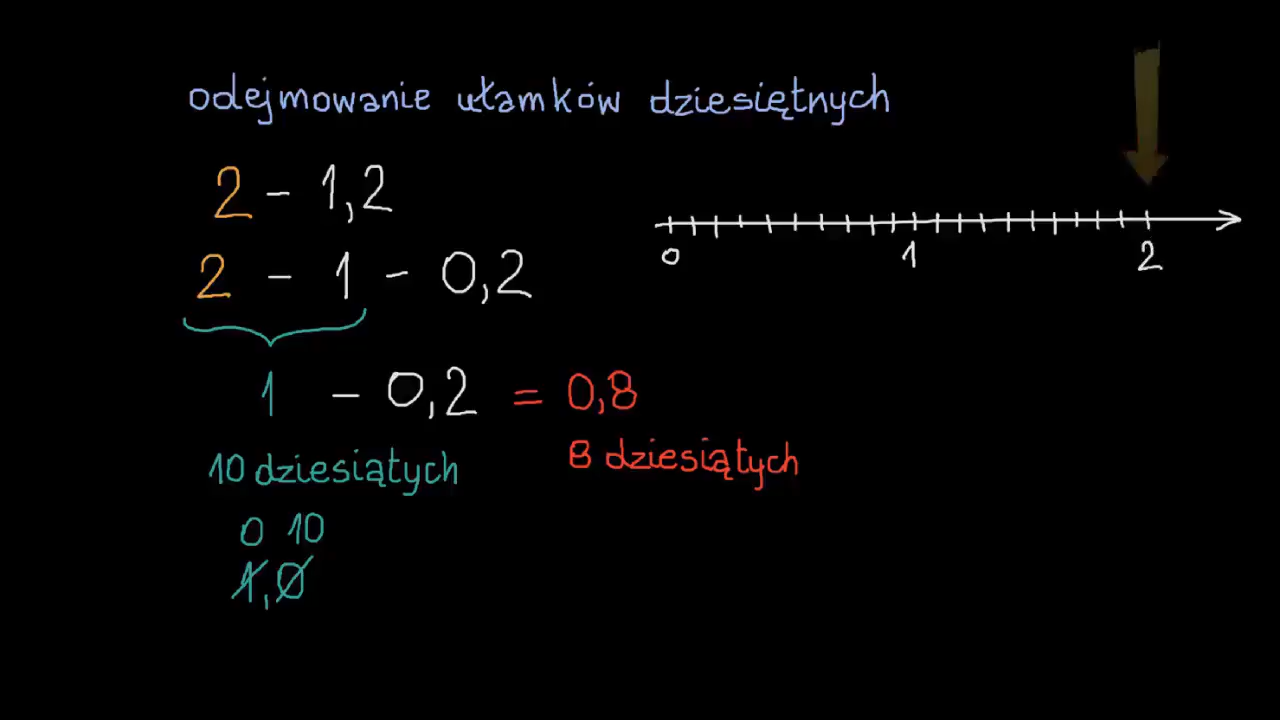 odejmowanie ułamków dziesiętnych
2 - 1,2
2 - 1 - 0,2
1 - 0,2 = 0,8
10 dziesiątych
8 dziesiątych
0 10
1,0
0 1 2